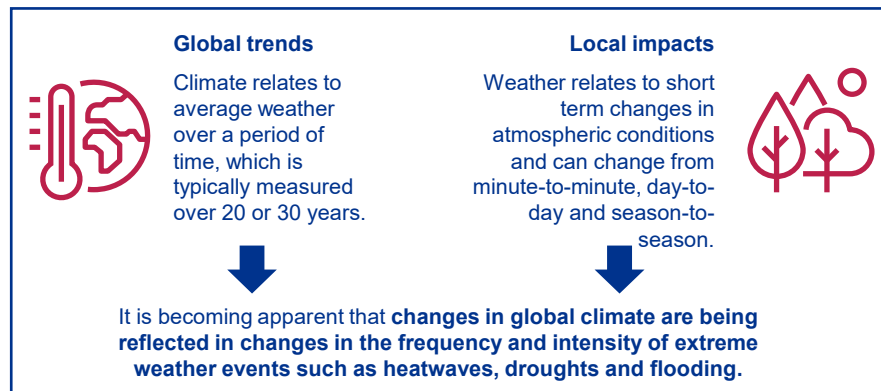 Global trends
Climate relates to
average weather
over a period of
time, which is
typically measured
over 20 or 30 years.
Local impacts
Weather relates to short
term changes in
atmospheric conditions
and can change from
minute-to-minute, day-to-
day and season-to-
season.
It is becoming apparent that changes in global climate are being
reflected in changes in the frequency and intensity of extreme
weather events such as heatwaves, droughts and flooding.